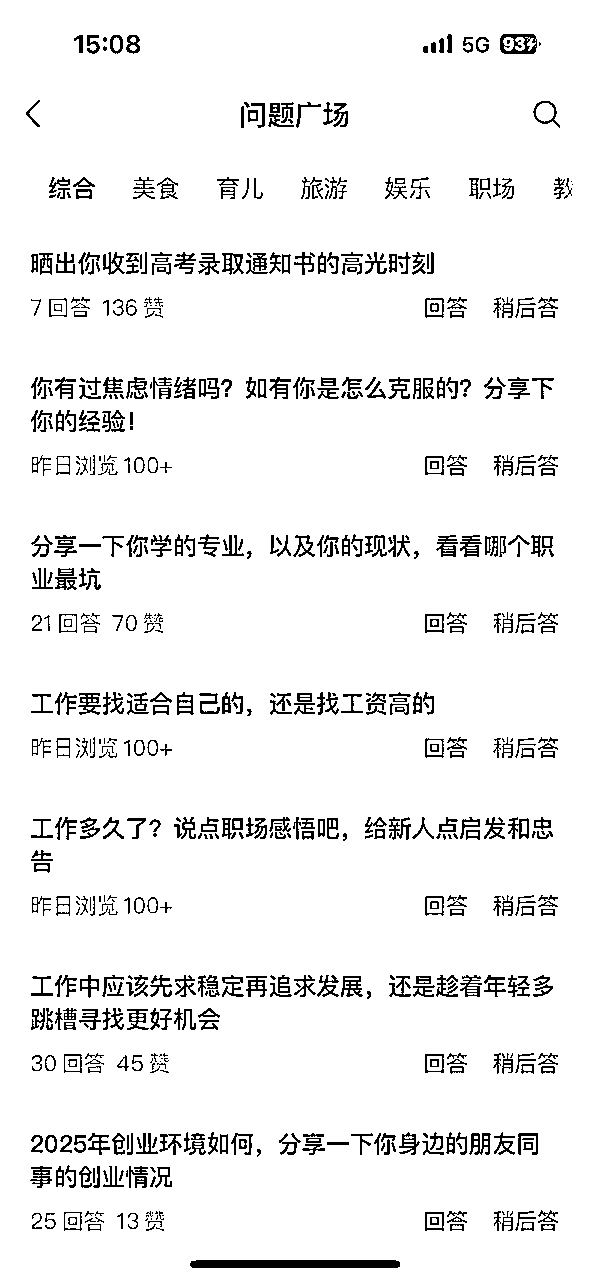 15:08 5G 93
问题广场
综合 美食 育儿 旅游 娱乐 职场
晒出你收到高考录取通知书的高光时刻
7 回答 136 赞 回答 稍后答
你有过焦虑情绪吗？如有你是怎么克服的？分享下
你的经验！
昨日浏览 100+ 回答 稍后答
分享一下你学的专业，以及你的现状，看看哪个职
业最坑
21 回答 70 赞 回答 稍后答
工作要找适合自己的，还是找工资高的
昨日浏览 100+ 回答 稍后答
工作多久了？说点职场感悟吧，给新人点启发和忠
告
昨日浏览 100+ 回答 稍后答
工作中应该先求稳定再追求发展，还是趁着年轻多
跳槽寻找更好机会
30 回答 45 赞 回答 稍后答
2025年创业环境如何，分享一下你身边的朋友同
事的创业情况
25 回答 13 赞 回答 稍后答